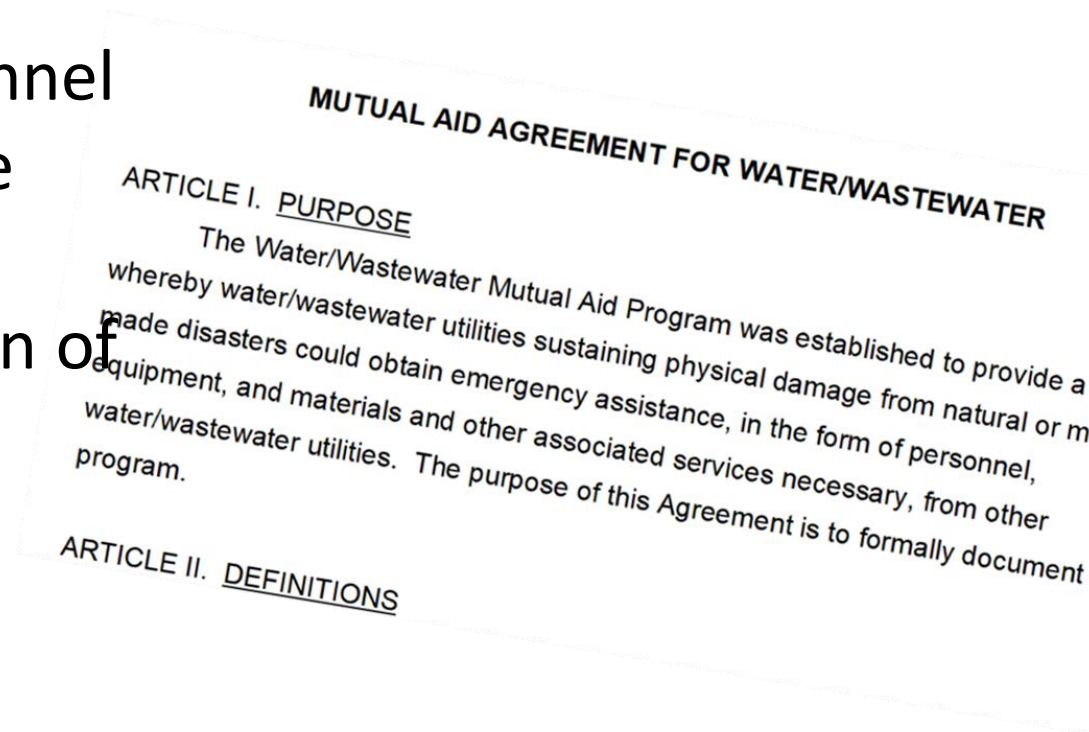 nnel
e
n of
MUTUAL AID AGREEMENT FOR WATER/WASTEWATER
ARTICLE I. PURPOSE
The Water/Wastewater Mutual Aid Program was established to provide a
whereby water/wastewater utilities sustaining physical damage from natural or m
made disasters could obtain emergency assistance, in the form of personnel,
equipment, and materials and other associated services necessary, from other
water/wastewater utilities. The purpose of this Agreement is to formally document
program.
ARTICLE II. DEFINITIONS